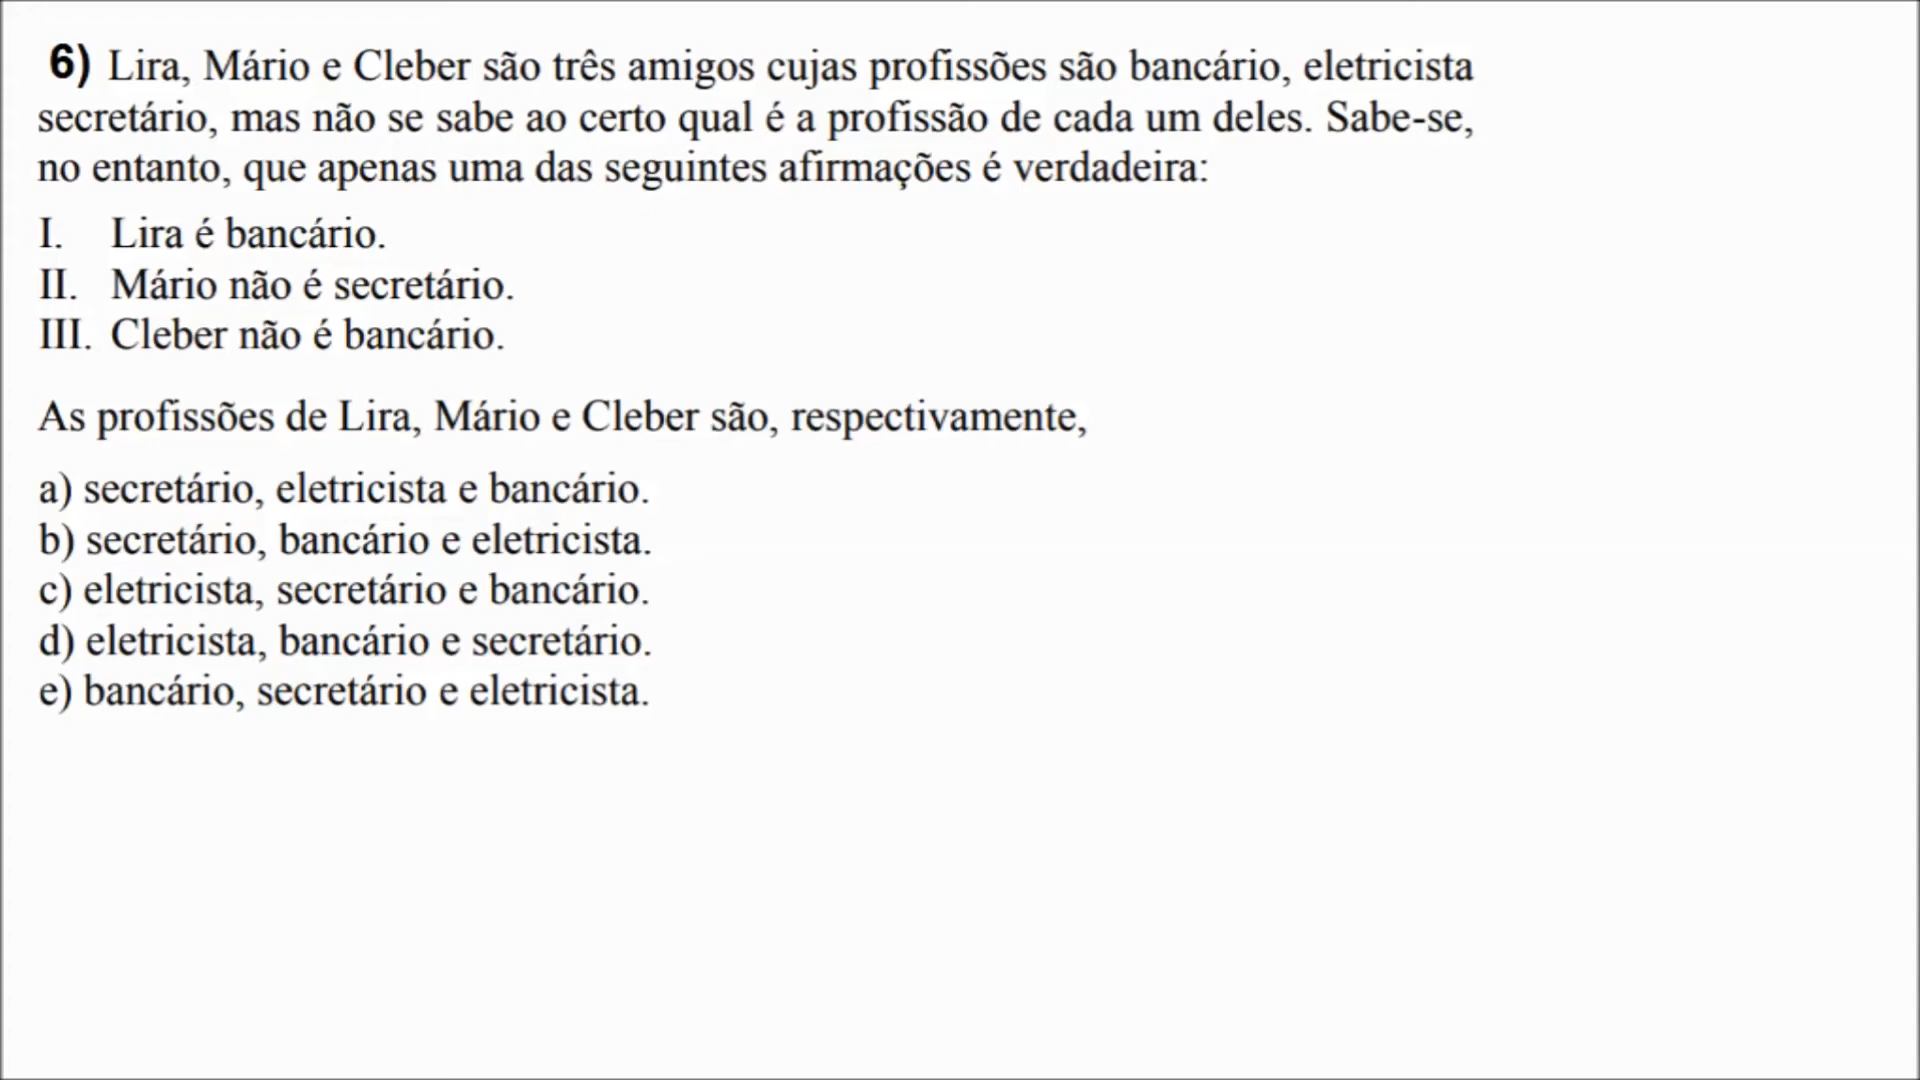 6) Lira, Mário e Cleber são três amigos cujas profissões são bancário, eletricista
secretário, mas não se sabe ao certo qual é a profissão de cada um deles. Sabe-se,
no entanto, que apenas uma das seguintes afirmações é verdadeira:
I. Lira é bancário.
II. Mário não é secretário.
III. Cleber não é bancário.
As profissões de Lira, Mário e Cleber são, respectivamente,
a) secretário, eletricista e bancário.
b) secretário, bancário e eletricista.
c) eletricista, secretário e bancário.
d) eletricista, bancário e secretário.
e) bancário, secretário e eletricista.